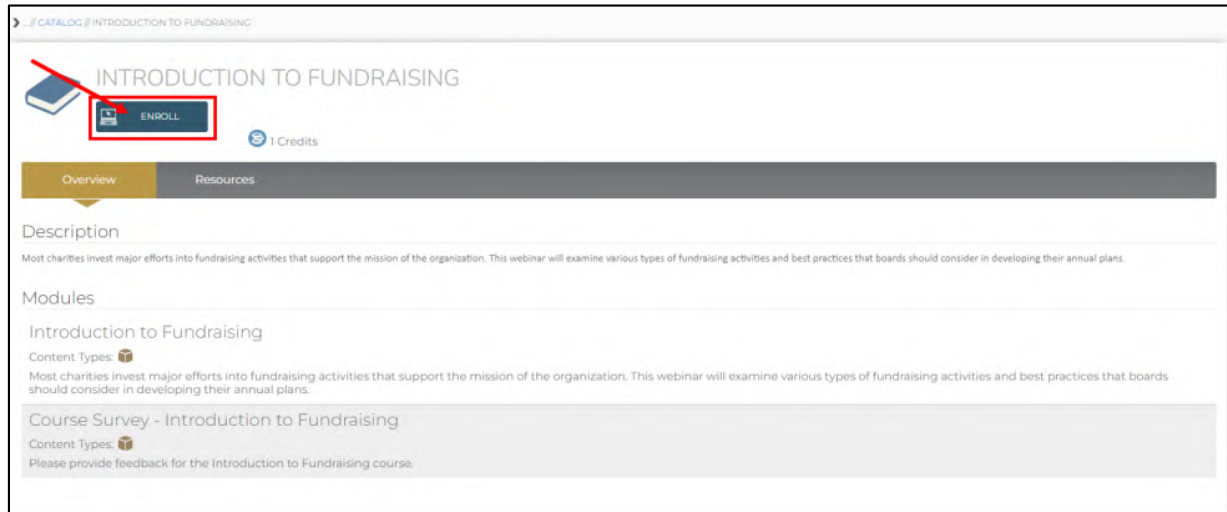 ... // CATALOG // INTRODUCTION TO FUNDRAISING
INTRODUCTION TO FUNDRAISING
ENROLL
1 Credits
Overview Resources
Description
Most charities invest major efforts into fundraising activities that support the mission of the organization. This webinar will examine various types of fundraising activities and best practices that boards should consider in developing their annual plans.
Modules
Introduction to Fundraising
Content Types:
Most charities invest major efforts into fundraising activities that support the mission of the organization. This webinar will examine various types of fundraising activities and best practices that boards
should consider in developing their annual plans.
Course Survey - Introduction to Fundraising
Content Types:
Please provide feedback for the Introduction to Fundraising course.